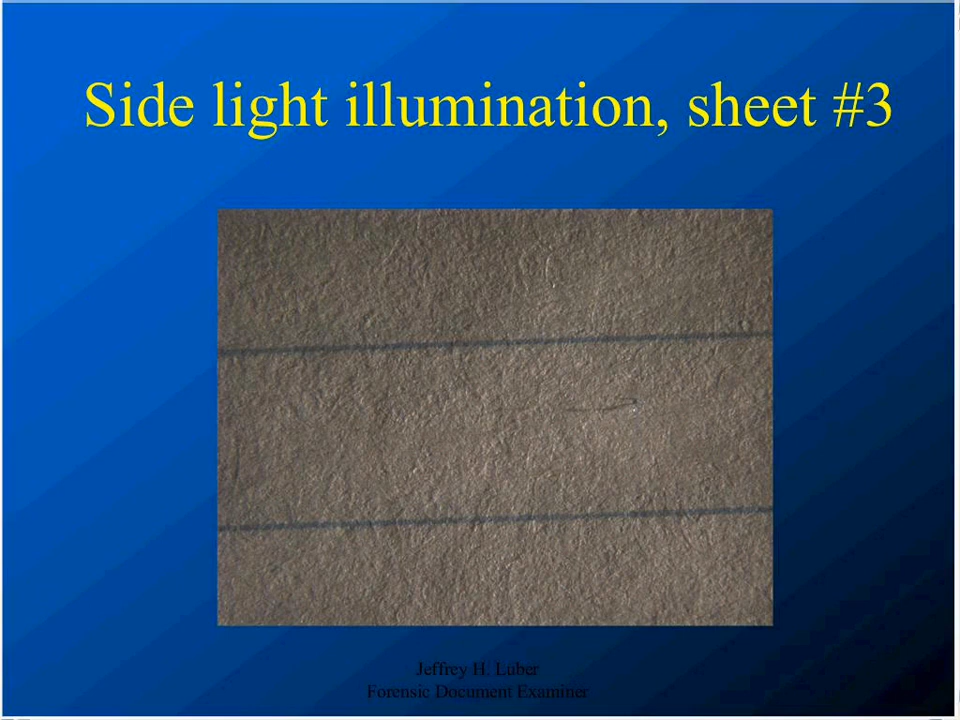 Side light illumination, sheet #3
Jeffrey H. Luber
Forensic Document Examiner